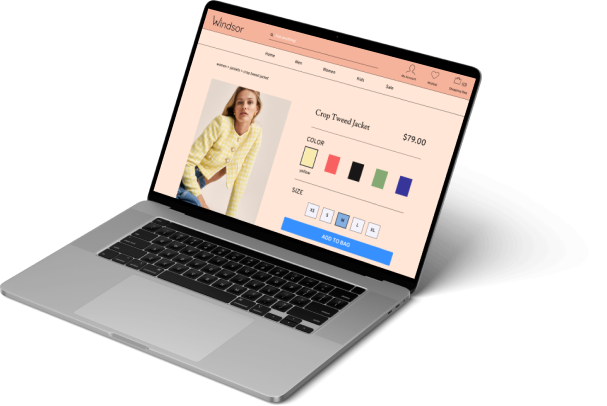 Windsor
Home Men Women Kids Sale
My account Wishlist Shopping Bag
women > jackets > crop tweed jacket
Crop Tweed Jacket $79.00
COLOR
yellow
SIZE
XS S M L XL
ADD TO BAG